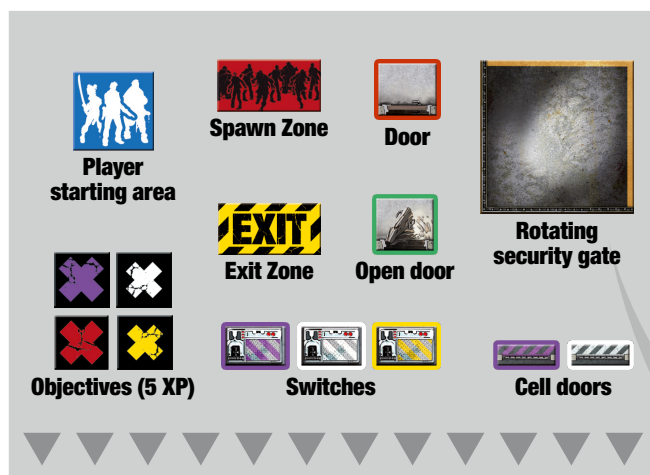 Player
starting area
Spawn Zone
Door
EXIT
Exit Zone
Open door
Rotating
security gate
Objectives (5 XP)
Switches
Cell doors